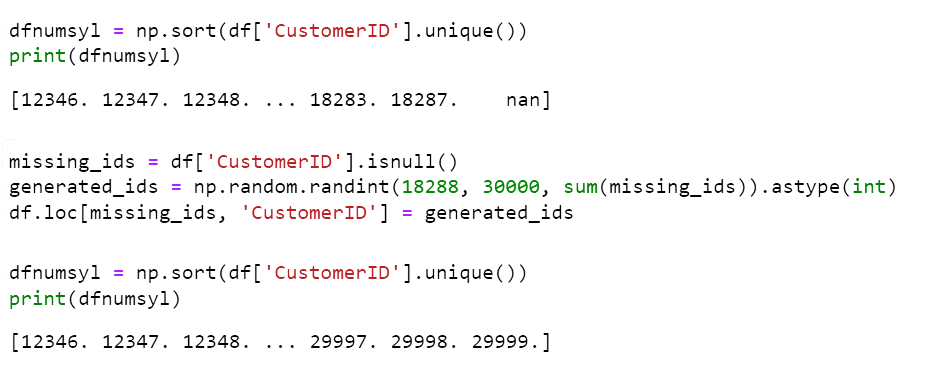 dfnumsyl = np.sort(df['CustomerID'].unique())
print(dfnumsyl)
[12346. 12347. 12348. ... 18283. 18287.    nan]
missing_ids = df['CustomerID'].isnull()
generated_ids = np.random.randint(18288, 30000, sum(missing_ids)).astype(int)
df.loc[missing_ids, 'CustomerID'] = generated_ids
dfnumsyl = np.sort(df['CustomerID'].unique())
print(dfnumsyl)
[12346. 12347. 12348. ... 29997. 29998. 29999.]